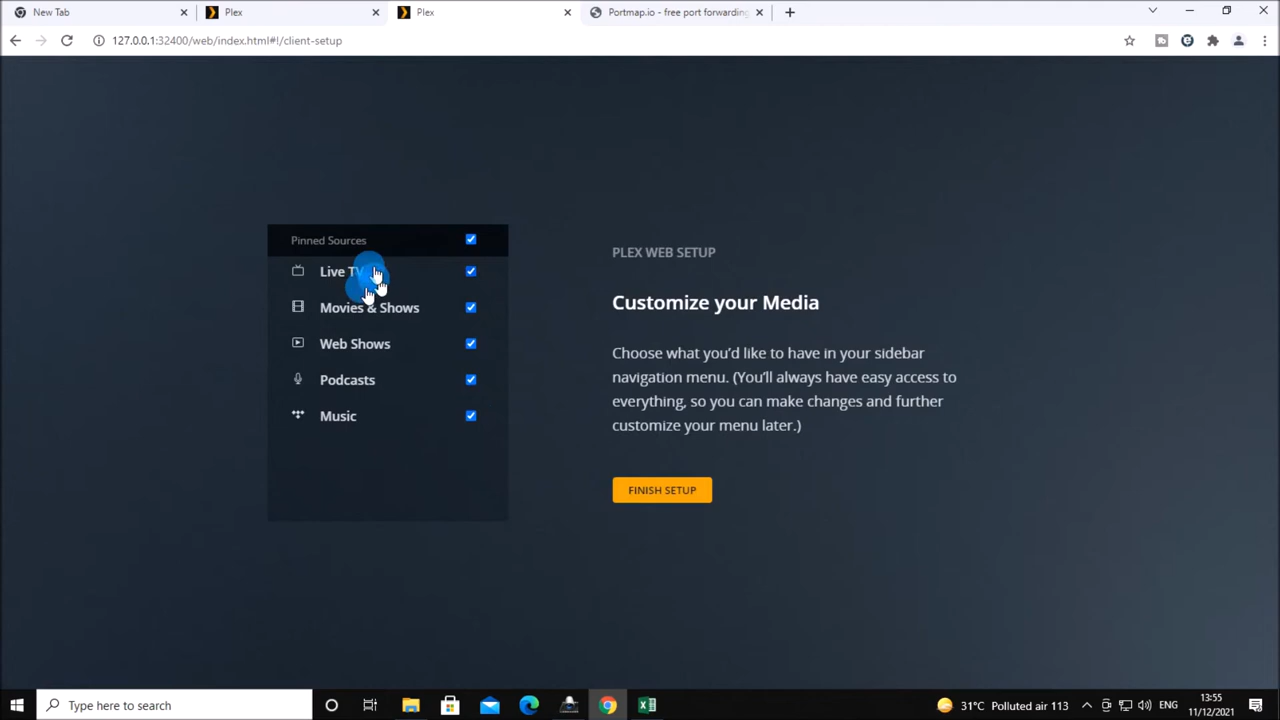 New Tab
Plex
Plex
Portmap.io - free port forwarding
127.0.0.1:32400/web/index.html#!/client-setup
Pinned Sources
Live TV
Movies & Shows
Web Shows
Podcasts
Music
PLEX WEB SETUP
Customize your Media
Choose what you'd like to have in your sidebar
navigation menu. (You'll always have easy access to
everything, so you can make changes and further
customize your menu later.)
FINISH SETUP
Type here to search
31°C Polluted air 113
ENG
13:55
11/12/2021